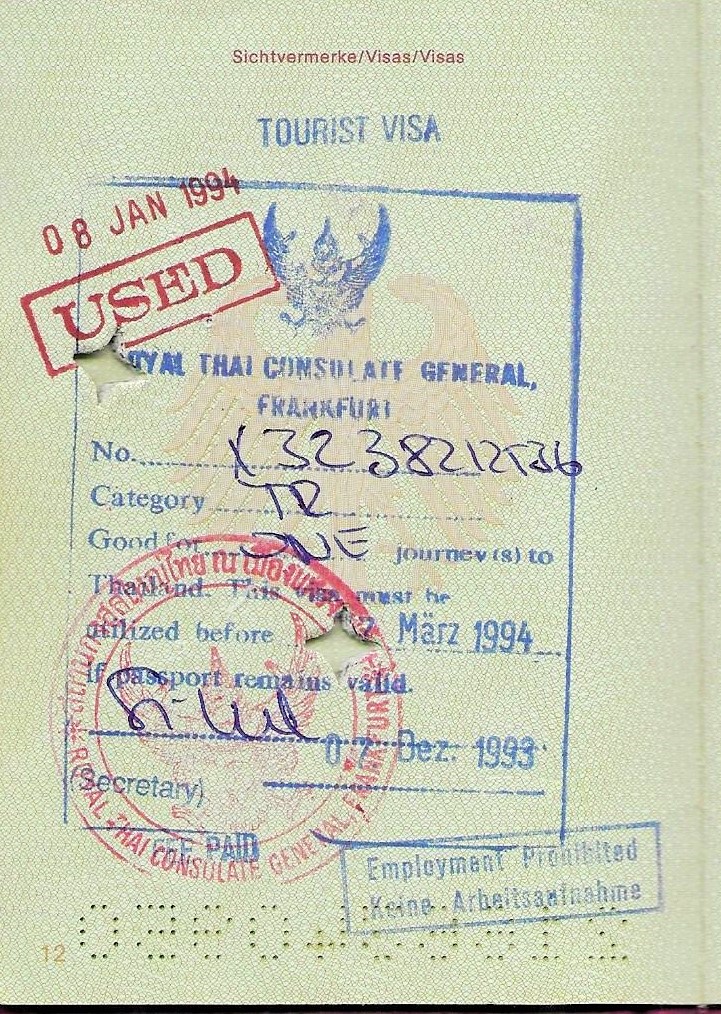 Sichtvermerke/Visas/Visas
TOURIST VISA
08 JAN 1994
USED
ROYAL THAI CONSULATE GENERAL,
FRANKFURT
No.
Category TR
Good for ONE journey(s) to
Thailand. This visa must be
utilized before März 1994
if passport remains valid.
07 Dez. 1993
(Secretary)
ROYAL THAI CONSULATE GENERAL, FRANKFURT
FEE PAID
Employment Prohibited
Keine Arbeitsaufnahme
12